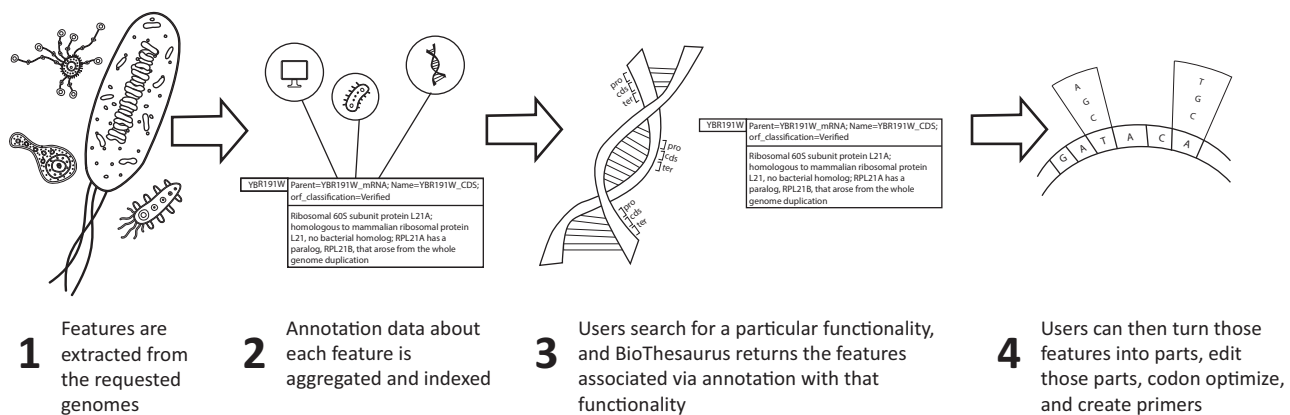 YBR191W
Parent=YBR191W_mRNA; Name=YBR191W_CDS;
orf_classification=Verified
Ribosomal 60S subunit protein L21A;
homologous to mammalian ribosomal protein
L21, no bacterial homolog; RPL21A has a
paralog, RPL21B, that arose from the whole
genome duplication
pro
cds
ter
pro
cds
ter
pro
cds
ter
YBR191W
Parent=YBR191W_mRNA; Name=YBR191W_CDS;
orf_classification=Verified
Ribosomal 60S subunit protein L21A;
homologous to mammalian ribosomal protein
L21, no bacterial homolog; RPL21A has a
paralog, RPL21B, that arose from the whole
genome duplication
A
G
C
T
G
C
G A T A C A
1
Features are
extracted from
the requested
genomes
2
Annotation data about
each feature is
aggregated and indexed
3
Users search for a particular functionality,
and BioThesaurus returns the features
associated via annotation with that
functionality
4
Users can then turn those
features into parts, edit
those parts, codon optimize,
and create primers